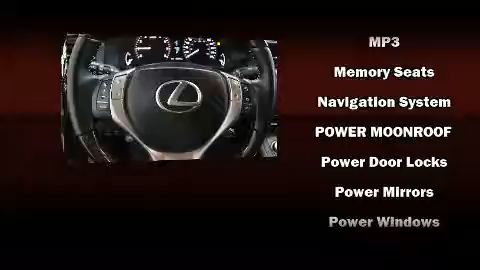 MP3
Memory Seats
Navigation System
POWER MOONROOF
Power Door Locks
Power Mirrors
Power Windows